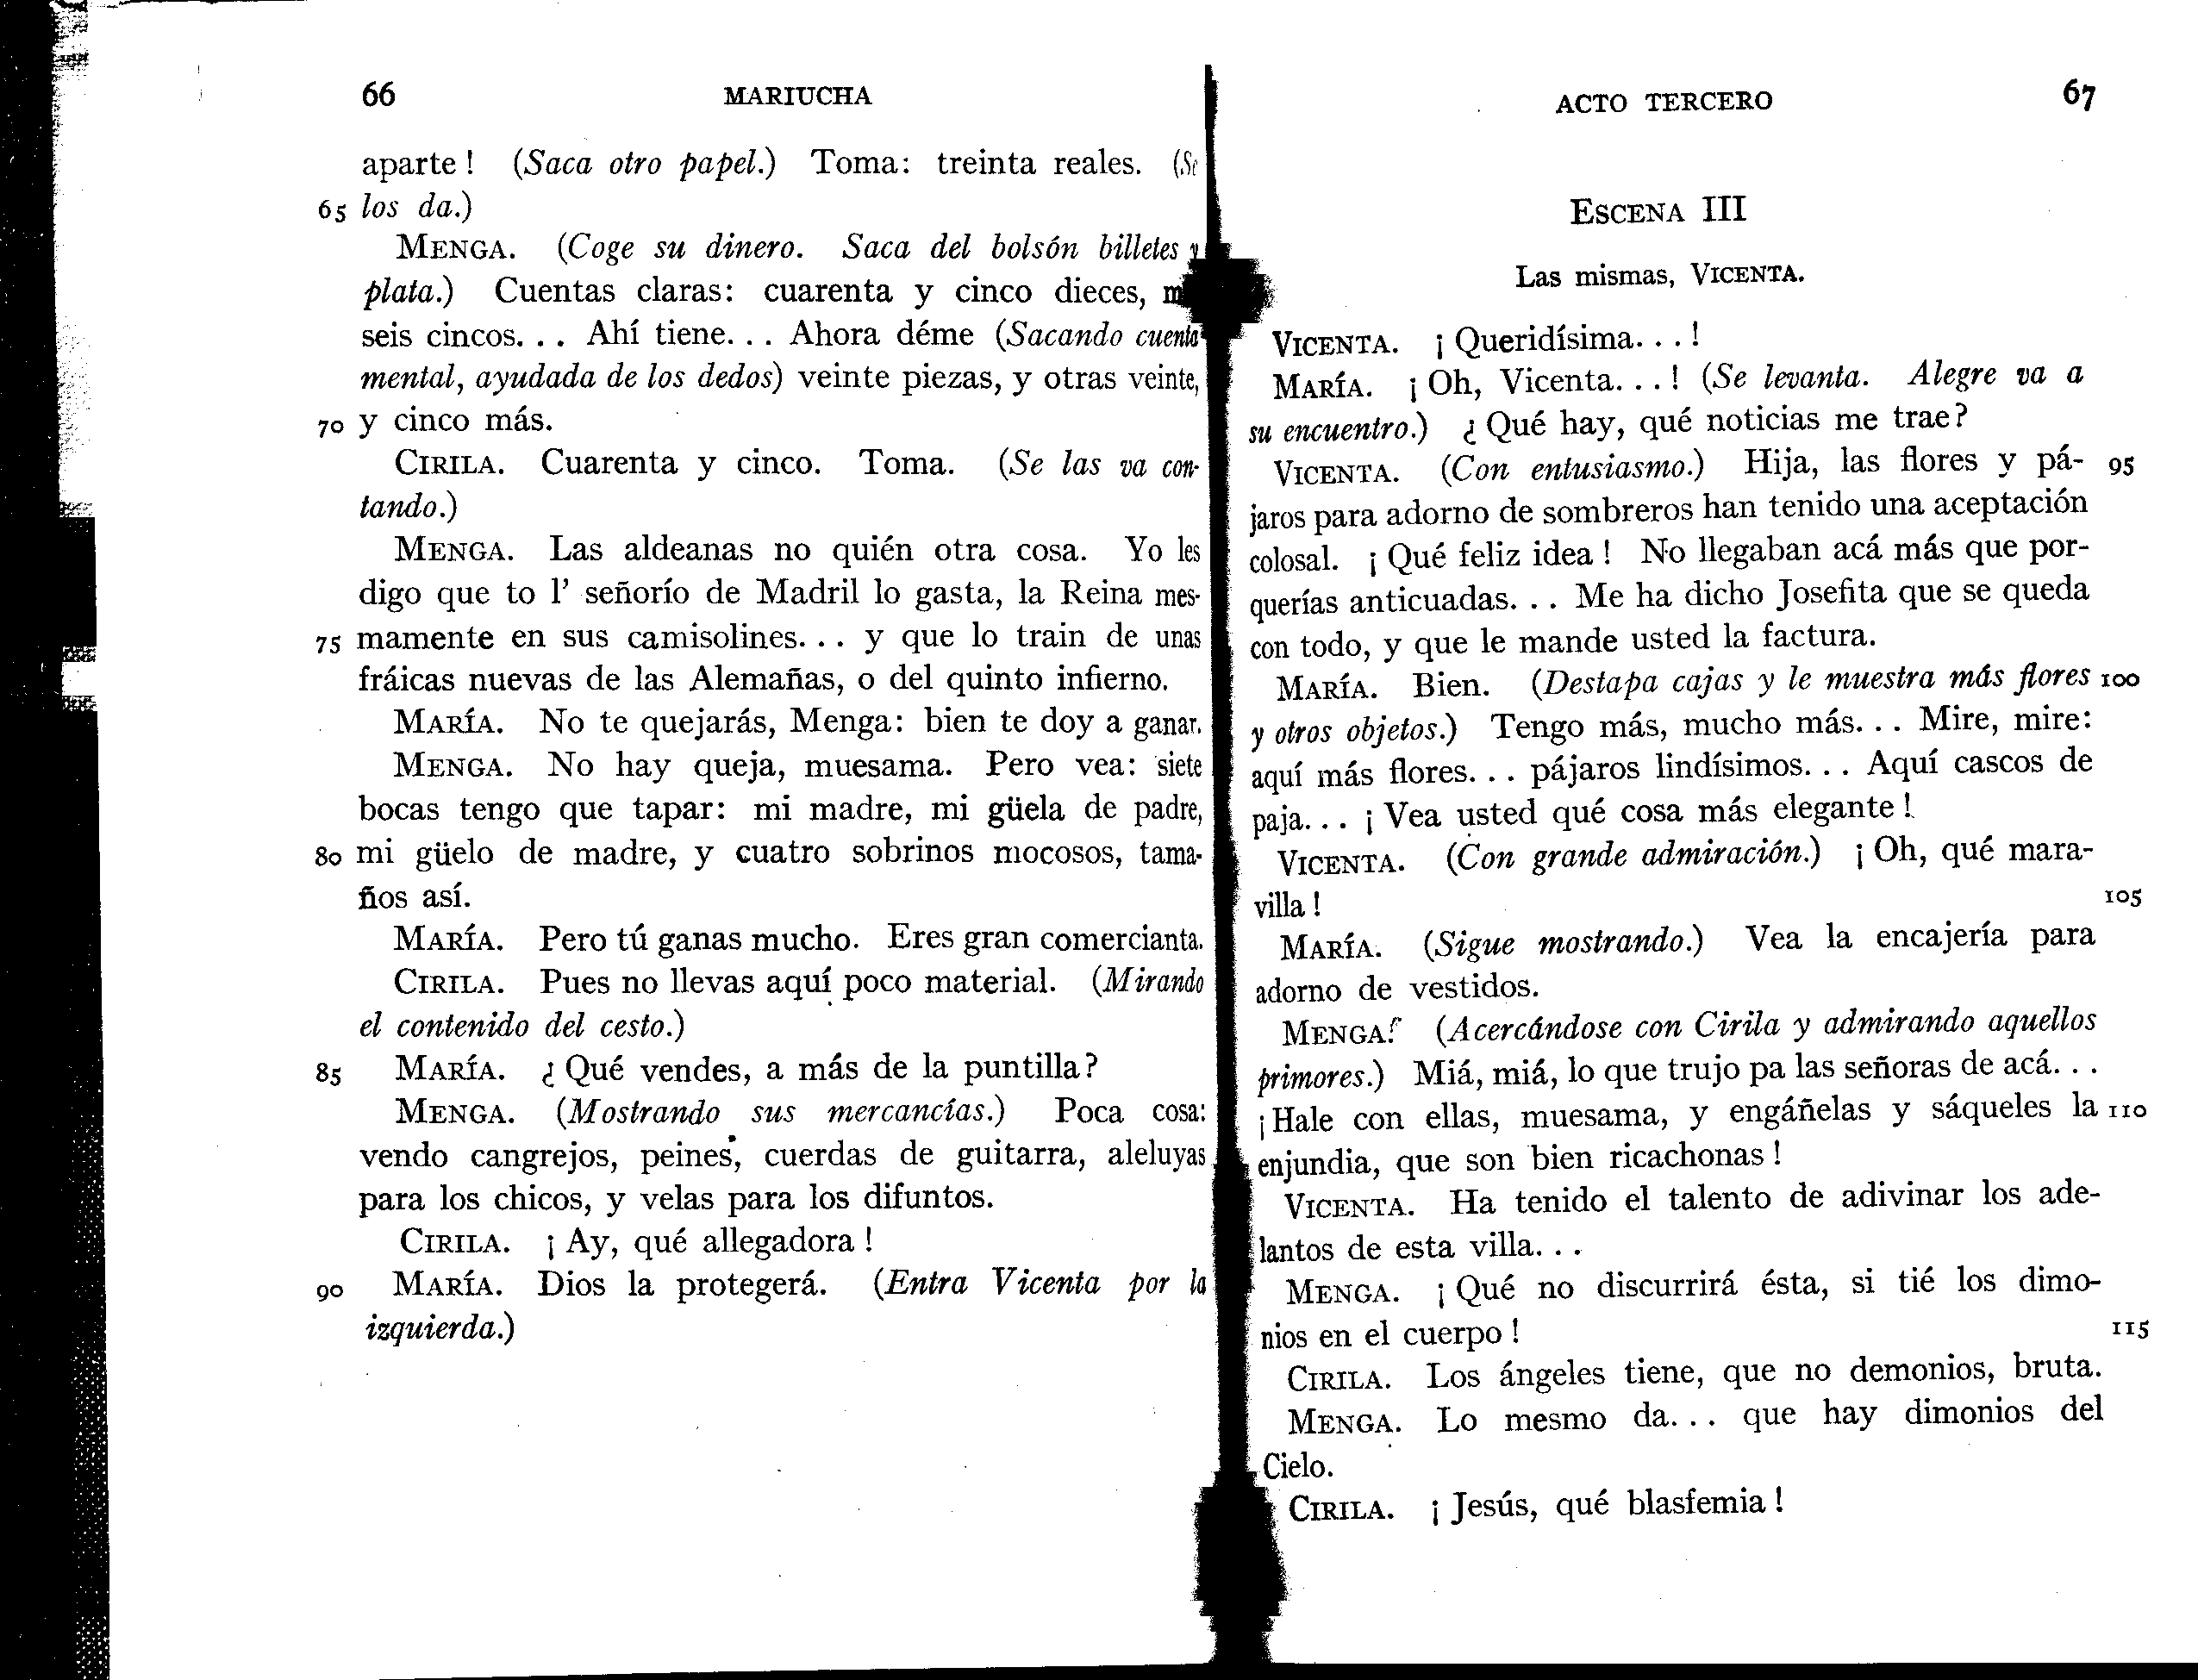 66 MARIUCHA
aparte! (Saca otro papel.) Toma: treinta reales. (Se
65 los da.)
MENGA. (Coge su dinero. Saca del bolsón billetes y
plata.) Cuentas claras: cuarenta y cinco dieces,
seis cincos... Ahí tiene... Ahora déme (Sacando cuenta
mental, ayudada de los dedos) veinte piezas, y otras veinte,
70 y cinco más.
CIRILA. Cuarenta y cinco. Toma. (Se las va con-
tando.)
MENGA. Las aldeanas no quién otra cosa. Yo les
digo que to l' señorío de Madril lo gasta, la Reina mes-
75 mamente en sus camisolines... y que lo train de unas
fráicas nuevas de las Alemañas, o del quinto infierno.
MARÍA. No te quejarás, Menga: bien te doy a ganar.
MENGA. No hay queja, muesama. Pero vea: siete
bocas tengo que tapar: mi madre, mi güela de padre,
80 mi güelo de madre, y cuatro sobrinos mocosos, tama-
ños así.
MARÍA. Pero tú ganas mucho. Eres gran comercianta.
CIRILA. Pues no llevas aquí poco material. (Mirando
el contenido del cesto.)
85 MARÍA. ¿Qué vendes, a más de la puntilla?
MENGA. (Mostrando sus mercancías.) Poca cosa:
vendo cangrejos, peines, cuerdas de guitarra, aleluyas
para los chicos, y velas para los difuntos.
CIRILA. ¡Ay, qué allegadora!
90 MARÍA. Dios la protegerá. (Entra Vicenta por la
izquierda.)
ACTO TERCERO 67
ESCENA III
Las mismas, VICENTA.
VICENTA. ¡Queridísima...!
MARÍA. ¡Oh, Vicenta...! (Se levanta. Alegre va a
su encuentro.) ¿Qué hay, qué noticias me trae?
VICENTA. (Con entusiasmo.) Hija, las flores y pá- 95
jaros para adorno de sombreros han tenido una aceptación
colosal. ¡Qué feliz idea! No llegaban acá más que por-
querías anticuadas... Me ha dicho Josefita que se queda
con todo, y que le mande usted la factura.
MARÍA. Bien. (Destapa cajas y le muestra más flores 100
y otros objetos.) Tengo más, mucho más... Mire, mire:
aquí más flores... pájaros lindísimos... Aquí cascos de
paja... ¡Vea usted qué cosa más elegante!
VICENTA. (Con grande admiración.) ¡Oh, qué mara-
villa! 105
MARÍA. (Sigue mostrando.) Vea la encajería para
adorno de vestidos.
MENGA. (Acercándose con Cirila y admirando aquellos
primores.) Miá, miá, lo que trujo pa las señoras de acá...
¡Hale con ellas, muesama, y engáñelas y sáqueles la 110
enjundia, que son bien ricachonas!
VICENTA. Ha tenido el talento de adivinar los ade-
lantos de esta villa...
MENGA. ¡Qué no discurrirá ésta, si tié los dimo-
nios en el cuerpo! 115
CIRILA. Los ángeles tiene, que no demonios, bruta.
MENGA. Lo mesmo da... que hay dimonios del
Cielo.
CIRILA. ¡Jesús, qué blasfemia!